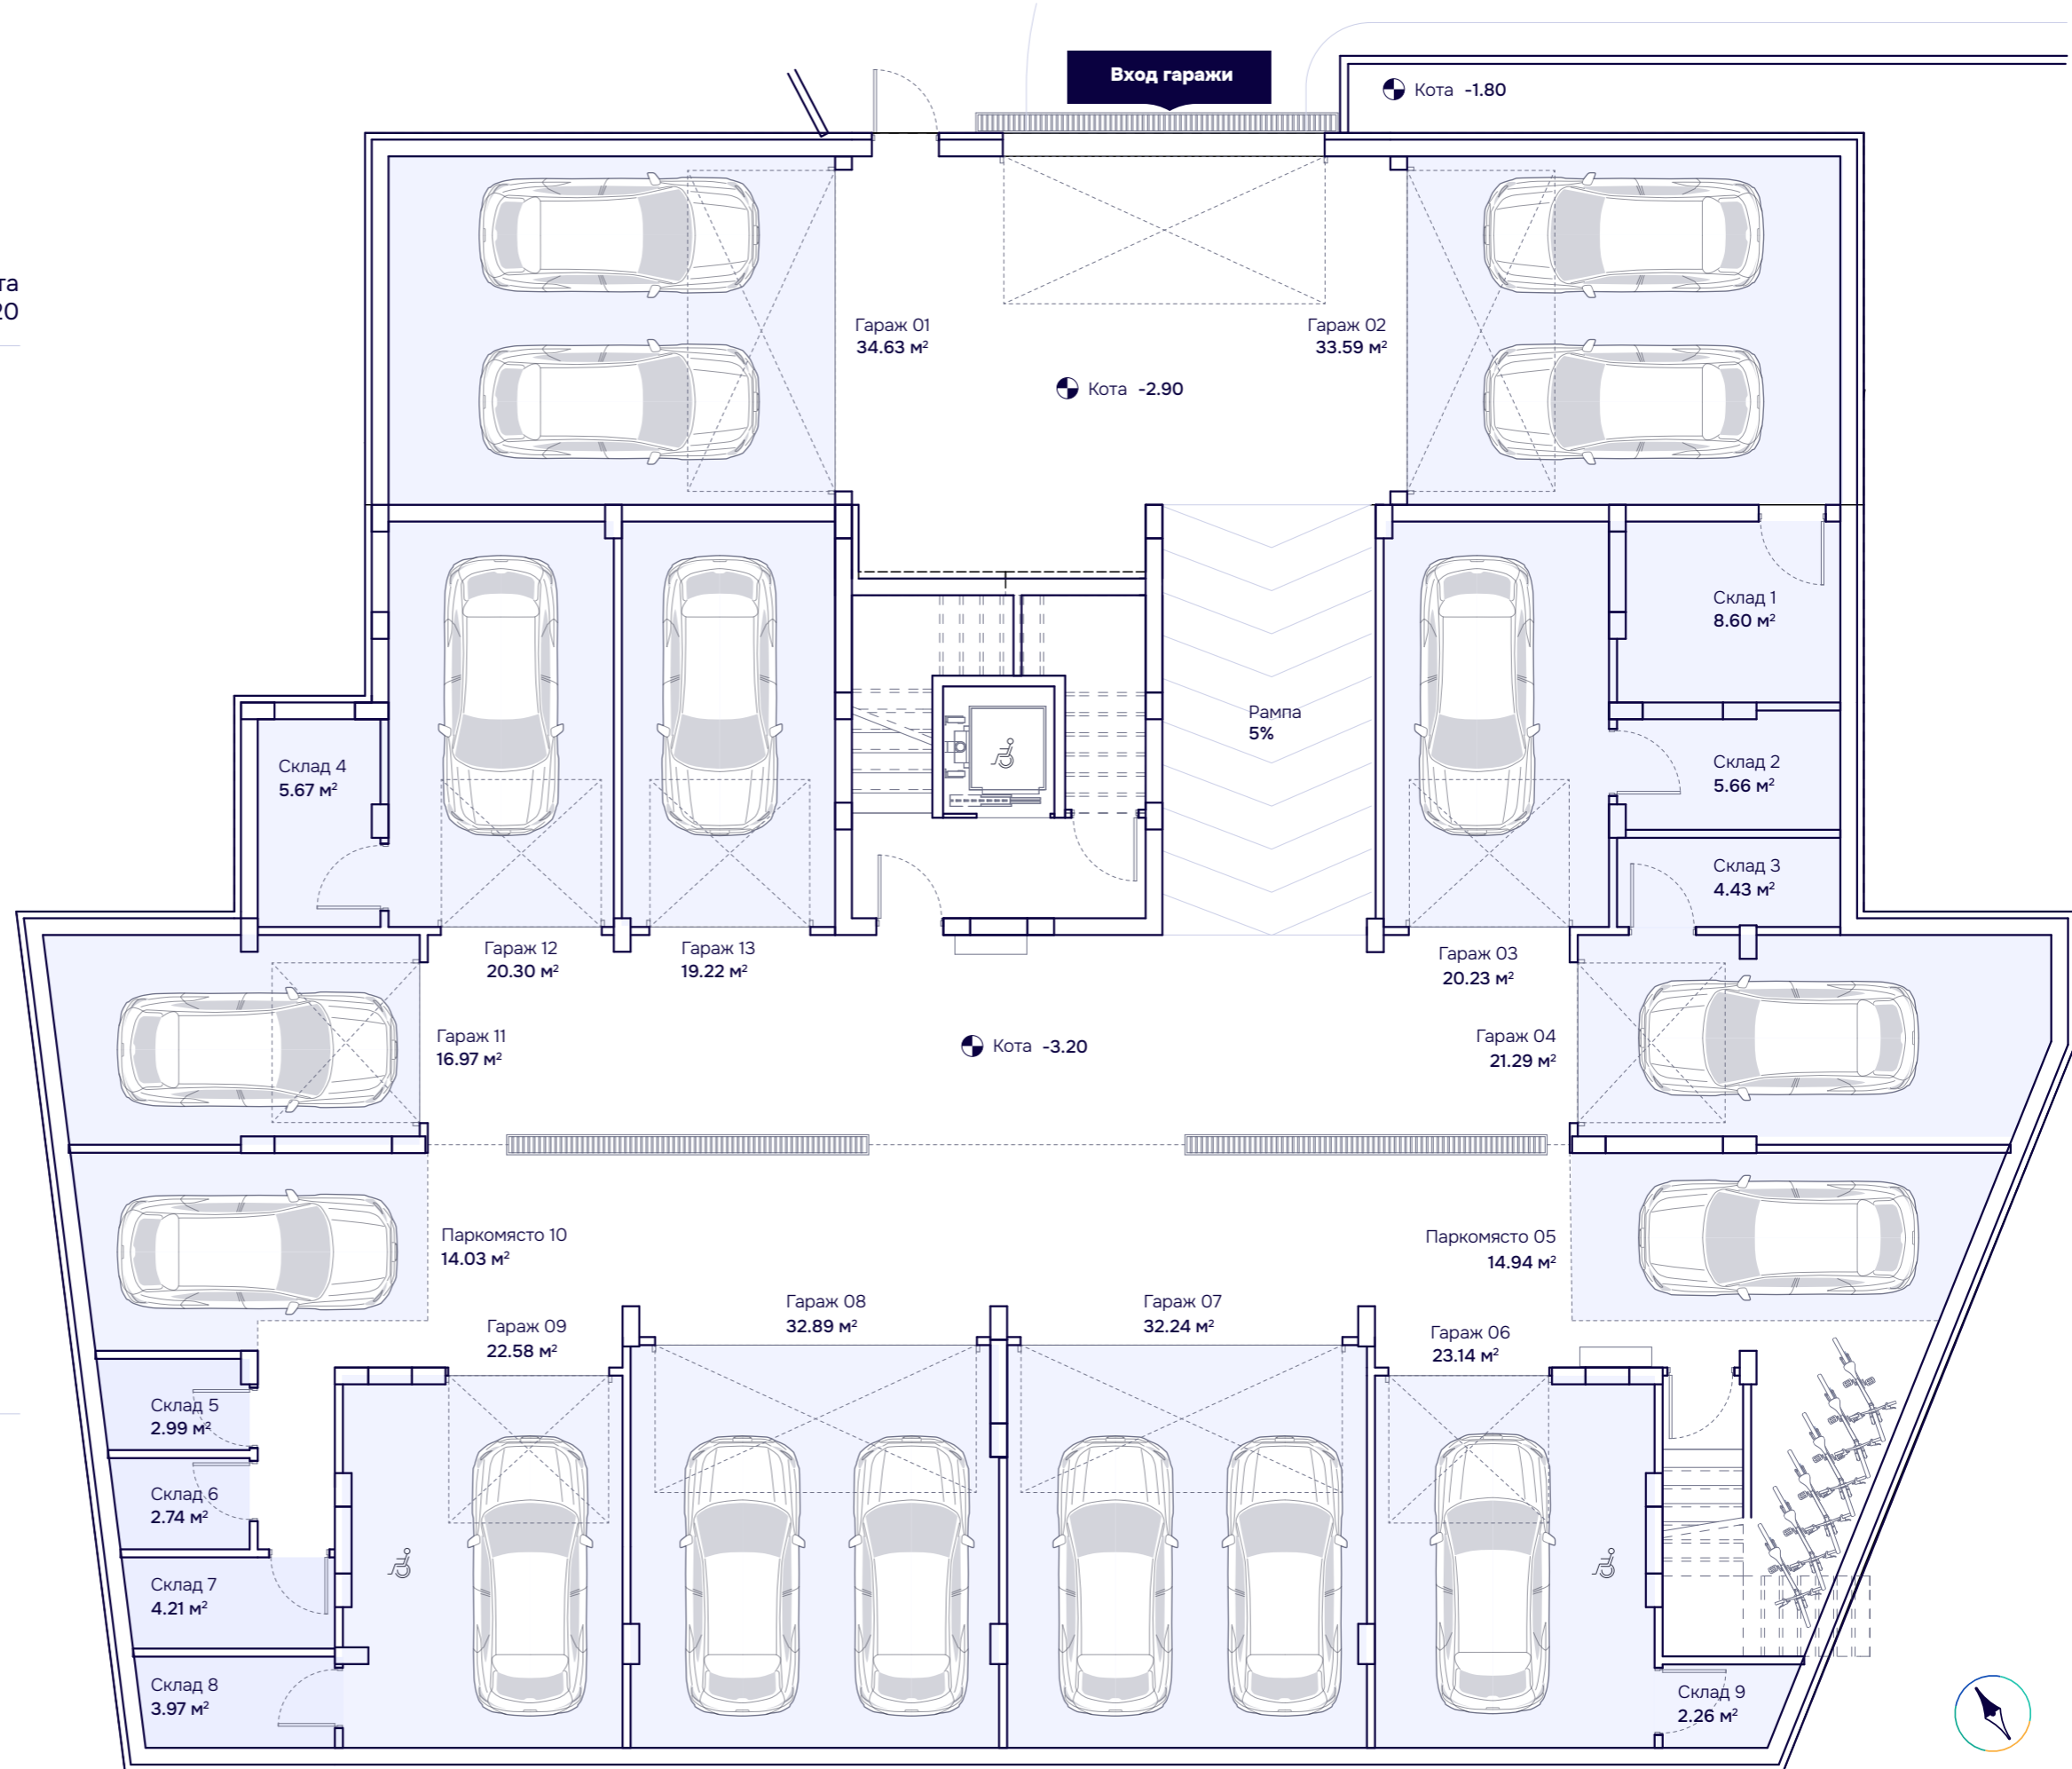 Вход гаражи
Кота -1.80
та
20
Гараж 01
34.63 м²
Гараж 02
33.59 м²
Кота -2.90
Склад 1
8.60 м²
Рампа
5%
Склад 2
5.66 м²
Склад 4
5.67 м²
Склад 3
4.43 м²
Гараж 12
20.30 м²
Гараж 13
19.22 м²
Гараж 03
20.23 м²
Гараж 11
16.97 м²
Кота -3.20
Гараж 04
21.29 м²
Паркомясто 10
14.03 м²
Паркомясто 05
14.94 м²
Гараж 09
22.58 м²
Гараж 08
32.89 м²
Гараж 07
32.24 м²
Гараж 06
23.14 м²
Склад 5
2.99 м²
Склад 6
2.74 м²
Склад 7
4.21 м²
Склад 8
3.97 м²
Склад 9
2.26 м²